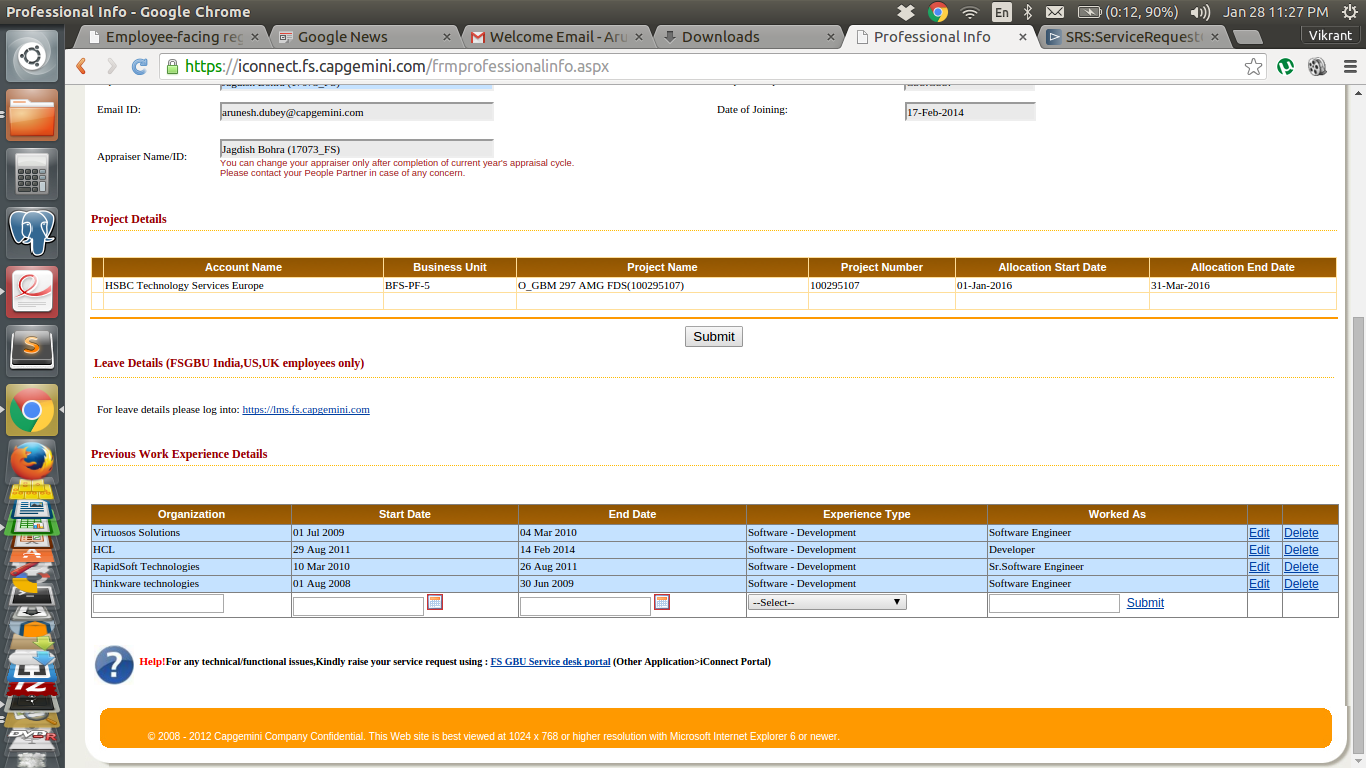 Professional Info - Google Chrome
En
(0:12, 90%)
Jan 28 11:27 PM
Vikrant
Employee-facing reg
Google News
Welcome Email - Aru
Downloads
Professional Info
SRS:ServiceRequest
https://iconnect.fs.capgemini.com/frmprofessionalinfo.aspx
Email ID:
arunesh.dubey@capgemini.com
Date of Joining:
17-Feb-2014
Appraiser Name/ID:
Jagdish Bohra (17073_FS)
You can change your appraiser only after completion of current year's appraisal cycle.
Please contact your People Partner in case of any concern.
Project Details
Account Name Business Unit Project Name Project Number Allocation Start Date Allocation End Date
HSBC Technology Services Europe BFS-PF-5 O_GBM 297 AMG FDS(100295107) 100295107 01-Jan-2016 31-Mar-2016
Submit
Leave Details (FSGBU India,US,UK employees only)
For leave details please log into: https://lms.fs.capgemini.com
Previous Work Experience Details
Organization Start Date End Date Experience Type Worked As
Virtuosos Solutions 01 Jul 2009 04 Mar 2010 Software - Development Software Engineer Edit Delete
HCL 29 Aug 2011 14 Feb 2014 Software - Development Developer Edit Delete
RapidSoft Technologies 10 Mar 2010 26 Aug 2011 Software - Development Sr.Software Engineer Edit Delete
Thinkware technologies 01 Aug 2008 30 Jun 2009 Software - Development Software Engineer Edit Delete
--Select-- Submit
Help!For any technical/functional issues,Kindly raise your service request using : FS GBU Service desk portal (Other Application>iConnect Portal)
© 2008 - 2012 Capgemini Company Confidential. This Web site is best viewed at 1024 x 768 or higher resolution with Microsoft Internet Explorer 6 or newer.